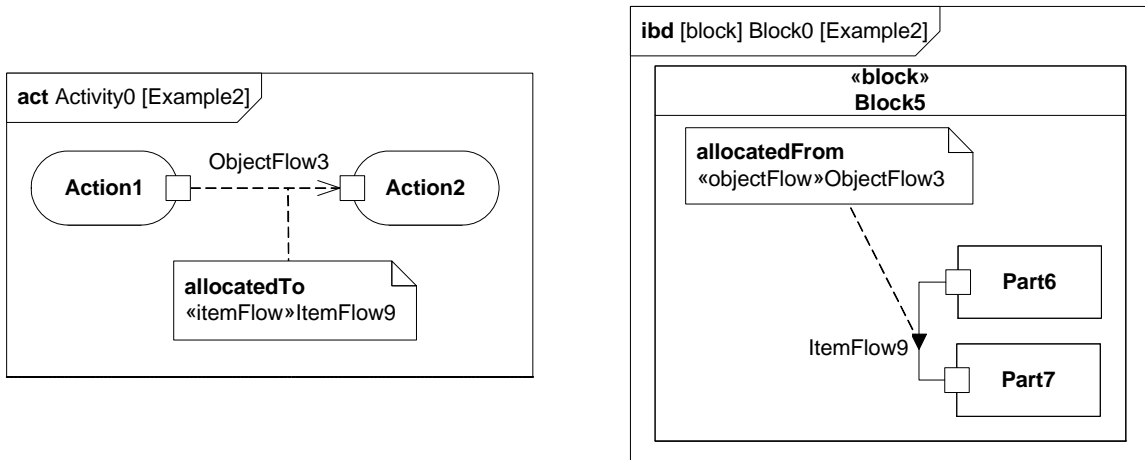 act Activity0 [Example2]
ObjectFlow3
Action1
Action2
allocatedTo
«itemFlow»ItemFlow9
ibd [block] Block0 [Example2]
«block»
Block5
allocatedFrom
«objectFlow»ObjectFlow3
Part6
ItemFlow9
Part7